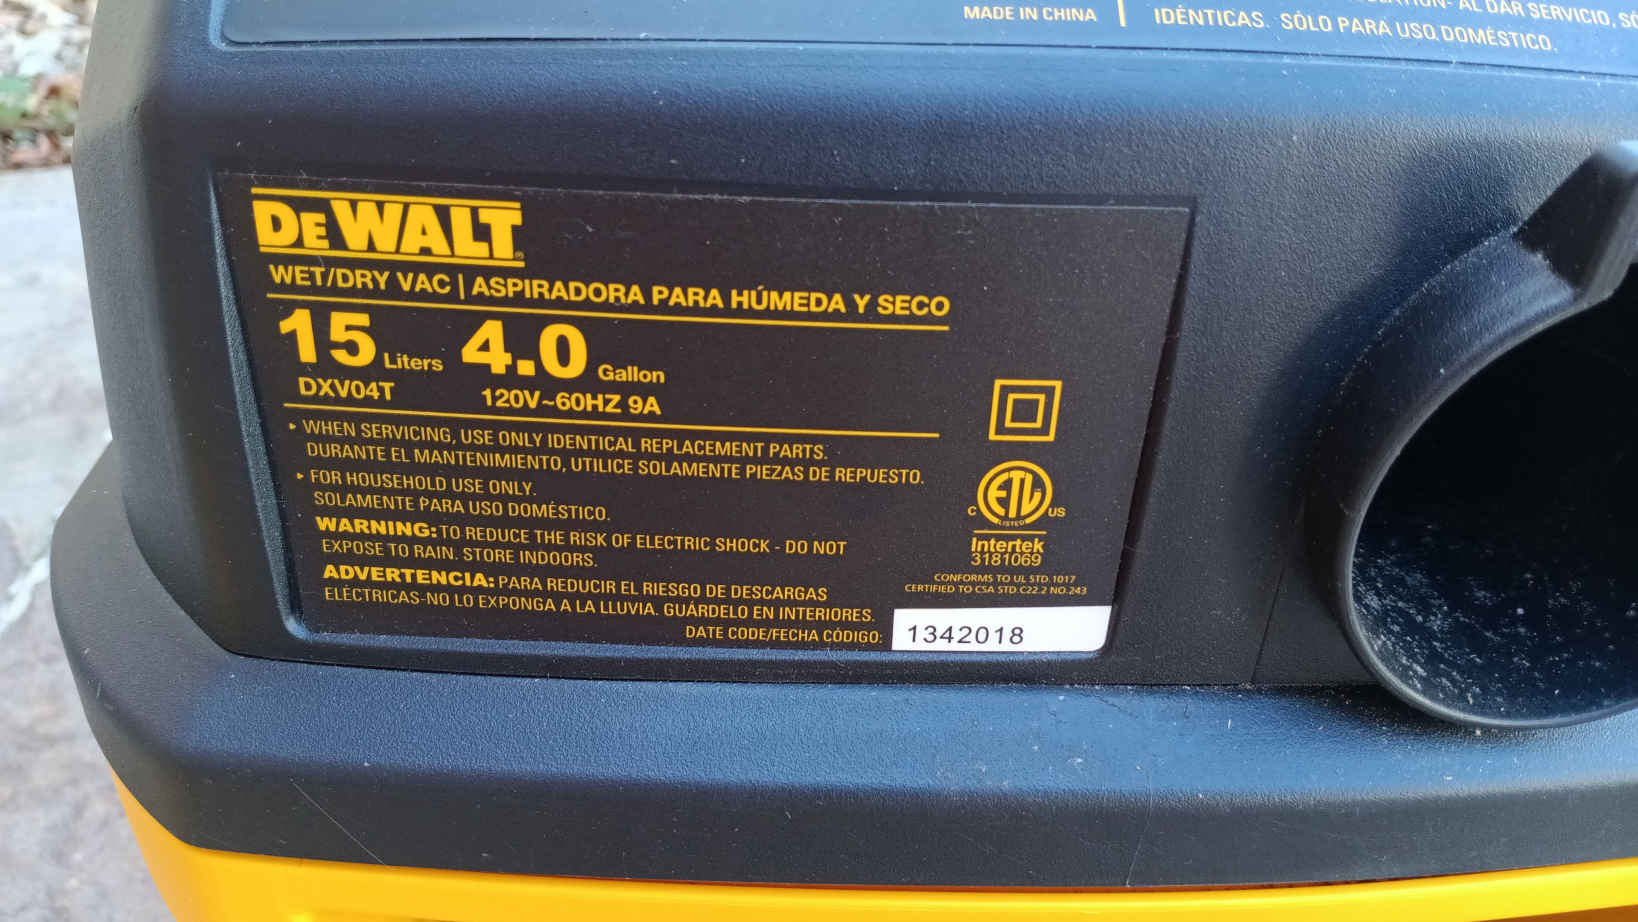 MADE IN CHINA
AL DAR SERVICIO,
IDÉNTICAS. SÓLO PARA USO DOMÉSTICO.
DEWALT
WET/DRY VAC | ASPIRADORA PARA HÚMEDA Y SECO
15 Liters 4.0 Gallon
DXV04T 120V~60HZ 9A
▸ WHEN SERVICING, USE ONLY IDENTICAL REPLACEMENT PARTS.
DURANTE EL MANTENIMIENTO, UTILICE SOLAMENTE PIEZAS DE REPUESTO.
▸ FOR HOUSEHOLD USE ONLY.
SOLAMENTE PARA USO DOMÉSTICO.
WARNING: TO REDUCE THE RISK OF ELECTRIC SHOCK - DO NOT
EXPOSE TO RAIN. STORE INDOORS.
ADVERTENCIA: PARA REDUCIR EL RIESGO DE DESCARGAS
ELÉCTRICAS-NO LO EXPONGA A LA LLUVIA. GUÁRDELO EN INTERIORES.
DATE CODE/FECHA CÓDIGO: 1342018
ETL
C LISTED US
Intertek
3181069
CONFORMS TO UL STD.1017
CERTIFIED TO CSA STD.C22.2 NO.243